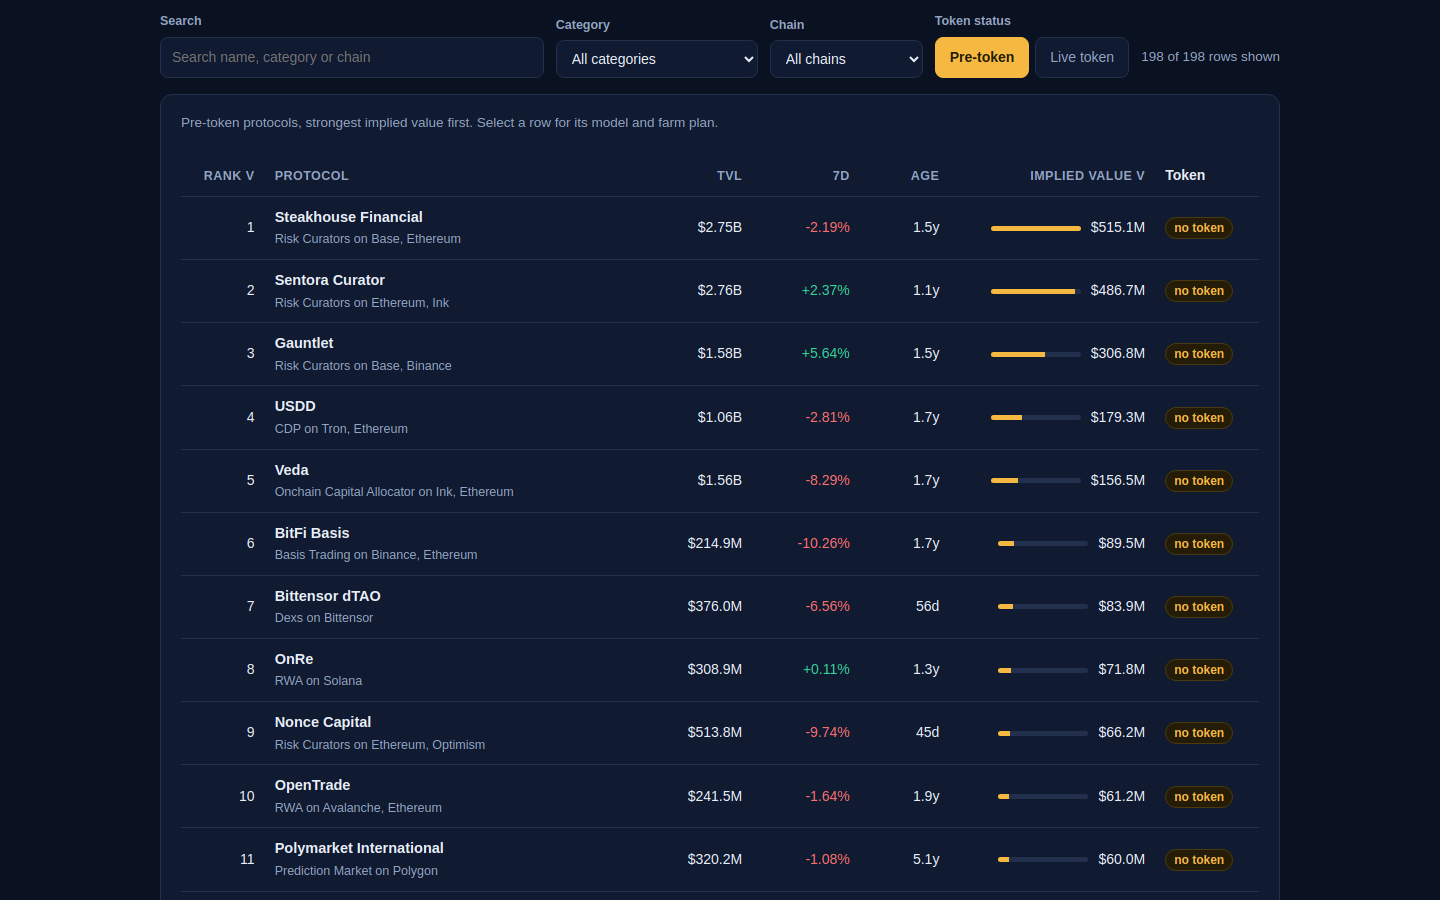 Search
Category
Chain
Token status
Search name, category or chain
All categories
All chains
Pre-token
Live token
198 of 198 rows shown
Pre-token protocols, strongest implied value first. Select a row for its model and farm plan.
RANK V PROTOCOL TVL 7D AGE IMPLIED VALUE V Token
1 Steakhouse Financial $2.75B -2.19% 1.5y $515.1M no token
Risk Curators on Base, Ethereum
2 Sentora Curator $2.76B +2.37% 1.1y $486.7M no token
Risk Curators on Ethereum, Ink
3 Gauntlet $1.58B +5.64% 1.5y $306.8M no token
Risk Curators on Base, Binance
4 USDD $1.06B -2.81% 1.7y $179.3M no token
CDP on Tron, Ethereum
5 Veda $1.56B -8.29% 1.7y $156.5M no token
Onchain Capital Allocator on Ink, Ethereum
6 BitFi Basis $214.9M -10.26% 1.7y $89.5M no token
Basis Trading on Binance, Ethereum
7 Bittensor dTAO $376.0M -6.56% 56d $83.9M no token
Dexs on Bittensor
8 OnRe $308.9M +0.11% 1.3y $71.8M no token
RWA on Solana
9 Nonce Capital $513.8M -9.74% 45d $66.2M no token
Risk Curators on Ethereum, Optimism
10 OpenTrade $241.5M -1.64% 1.9y $61.2M no token
RWA on Avalanche, Ethereum
11 Polymarket International $320.2M -1.08% 5.1y $60.0M no token
Prediction Market on Polygon